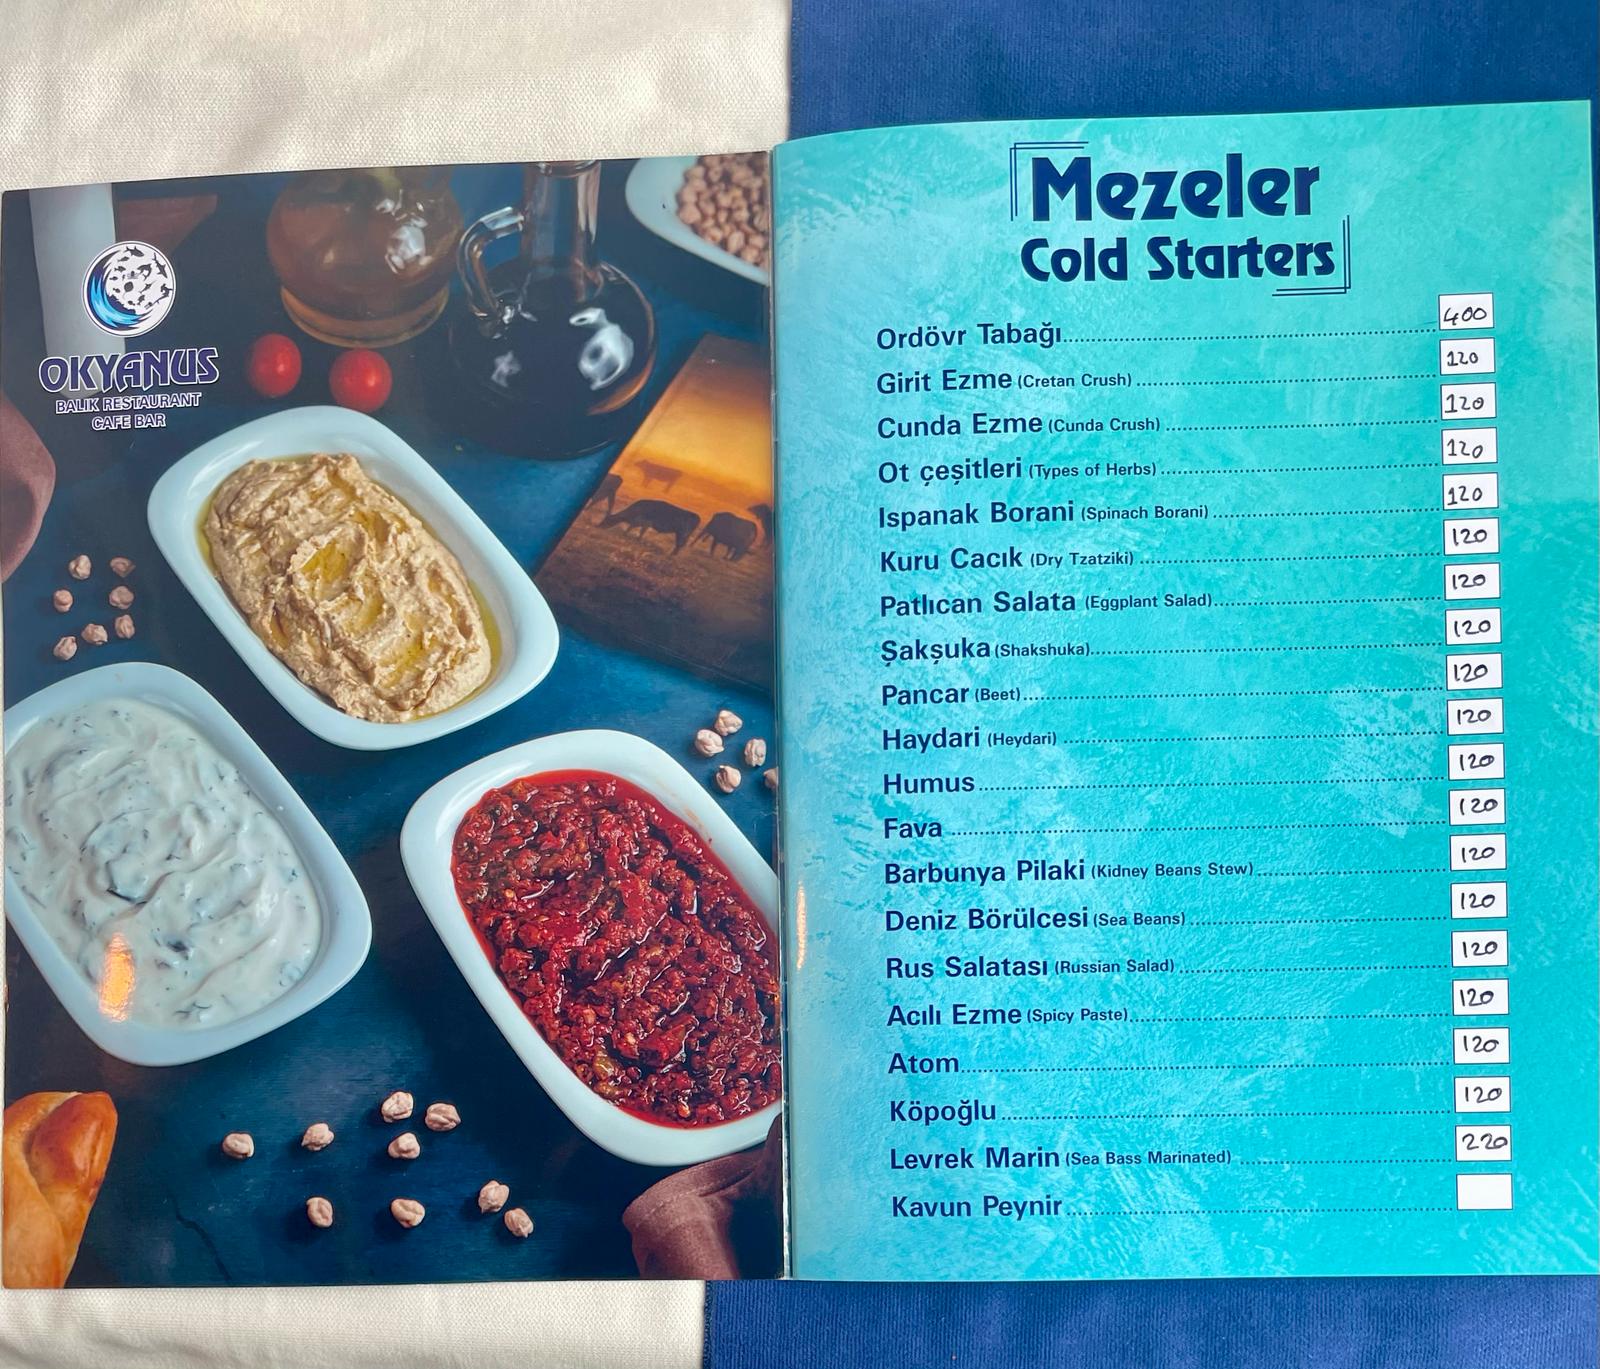 OKYANUS
BALIK RESTAURANT
CAFE BAR
Mezeler
Cold Starters
Ordövr Tabağı 400
Girit Ezme (Cretan Crush) 120
Cunda Ezme (Cunda Crush) 120
Ot çeşitleri (Types of Herbs) 120
Ispanak Borani (Spinach Borani) 120
Kuru Cacık (Dry Tzatziki) 120
Patlıcan Salata (Eggplant Salad) 120
Şakşuka (Shakshuka) 120
Pancar (Beet) 120
Haydari (Heydari) 120
Humus 120
Fava 120
Barbunya Pilaki (Kidney Beans Stew) 120
Deniz Börülcesi (Sea Beans) 120
Rus Salatası (Russian Salad) 120
Acılı Ezme (Spicy Paste) 120
Atom 120
Köpoğlu 120
Levrek Marin (Sea Bass Marinated) 220
Kavun Peynir